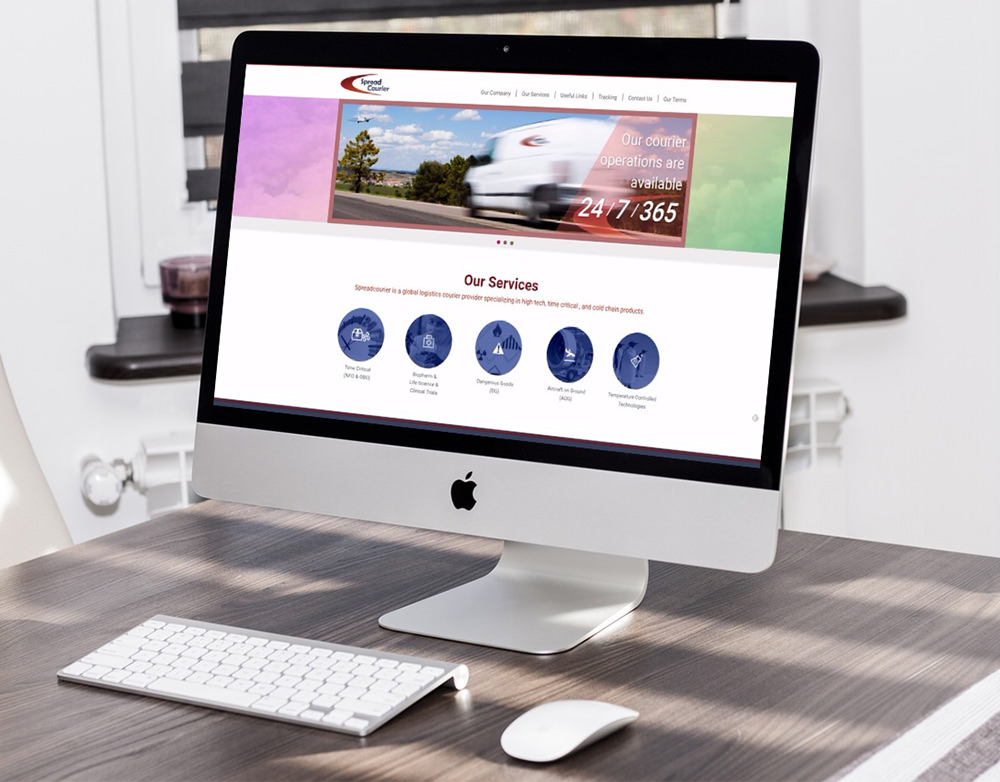 Spread
Courier
Our Company | Our Services | Useful Links | Tracking | Contact Us | Our Terms
Our courier
operations are
available
24/7/365
Our Services
Spreadcourier is a global logistics courier provider specializing in high tech, time critical , and cold chain products.
Time Critical
(NFO & OBC)
Biopharm &
Life Science &
Clinical Trials
Dangerous Goods
(DG)
Aircraft on Ground
(AOG)
Temperature Controlled
Technologies